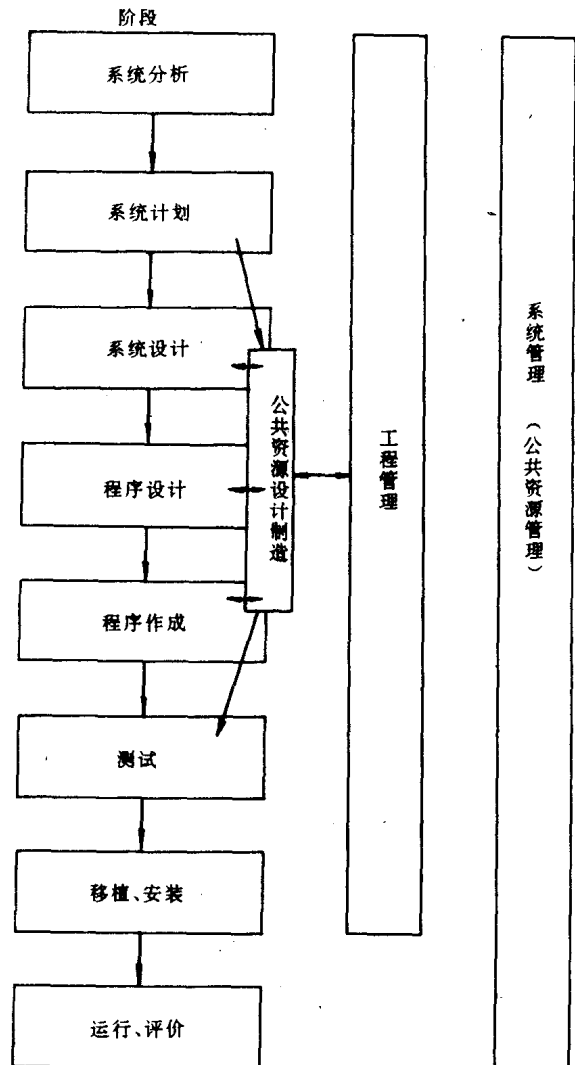 阶段
系统分析
系统计划
系统设计
程序设计
程序作成
测试
移植、安装
运行、评价
公共资源设计制造
工程管理
系统管理（公共资源管理）